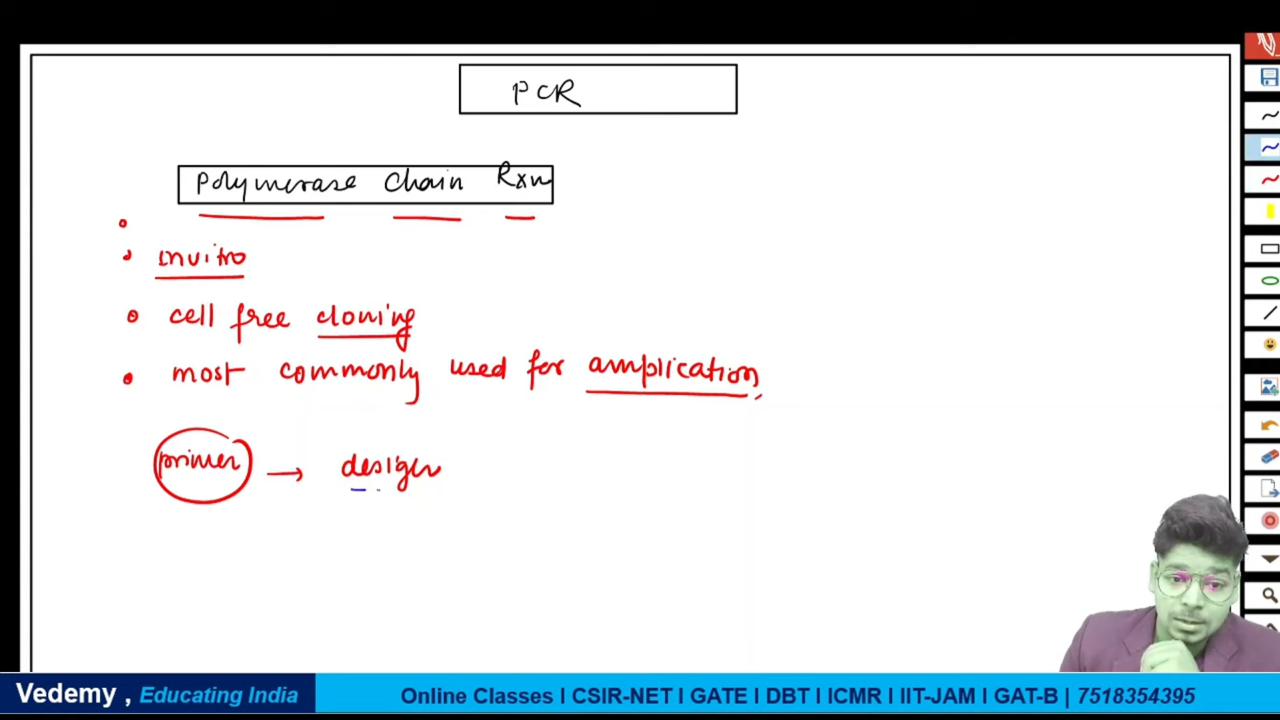 PCR
Polymerase Chain Rxn
invitro
cell free cloning
most commonly used for amplication
primer → design
Vedemy , Educating India
Online Classes I CSIR-NET I GATE I DBT I ICMR I IIT-JAM I GAT-B | 7518354395